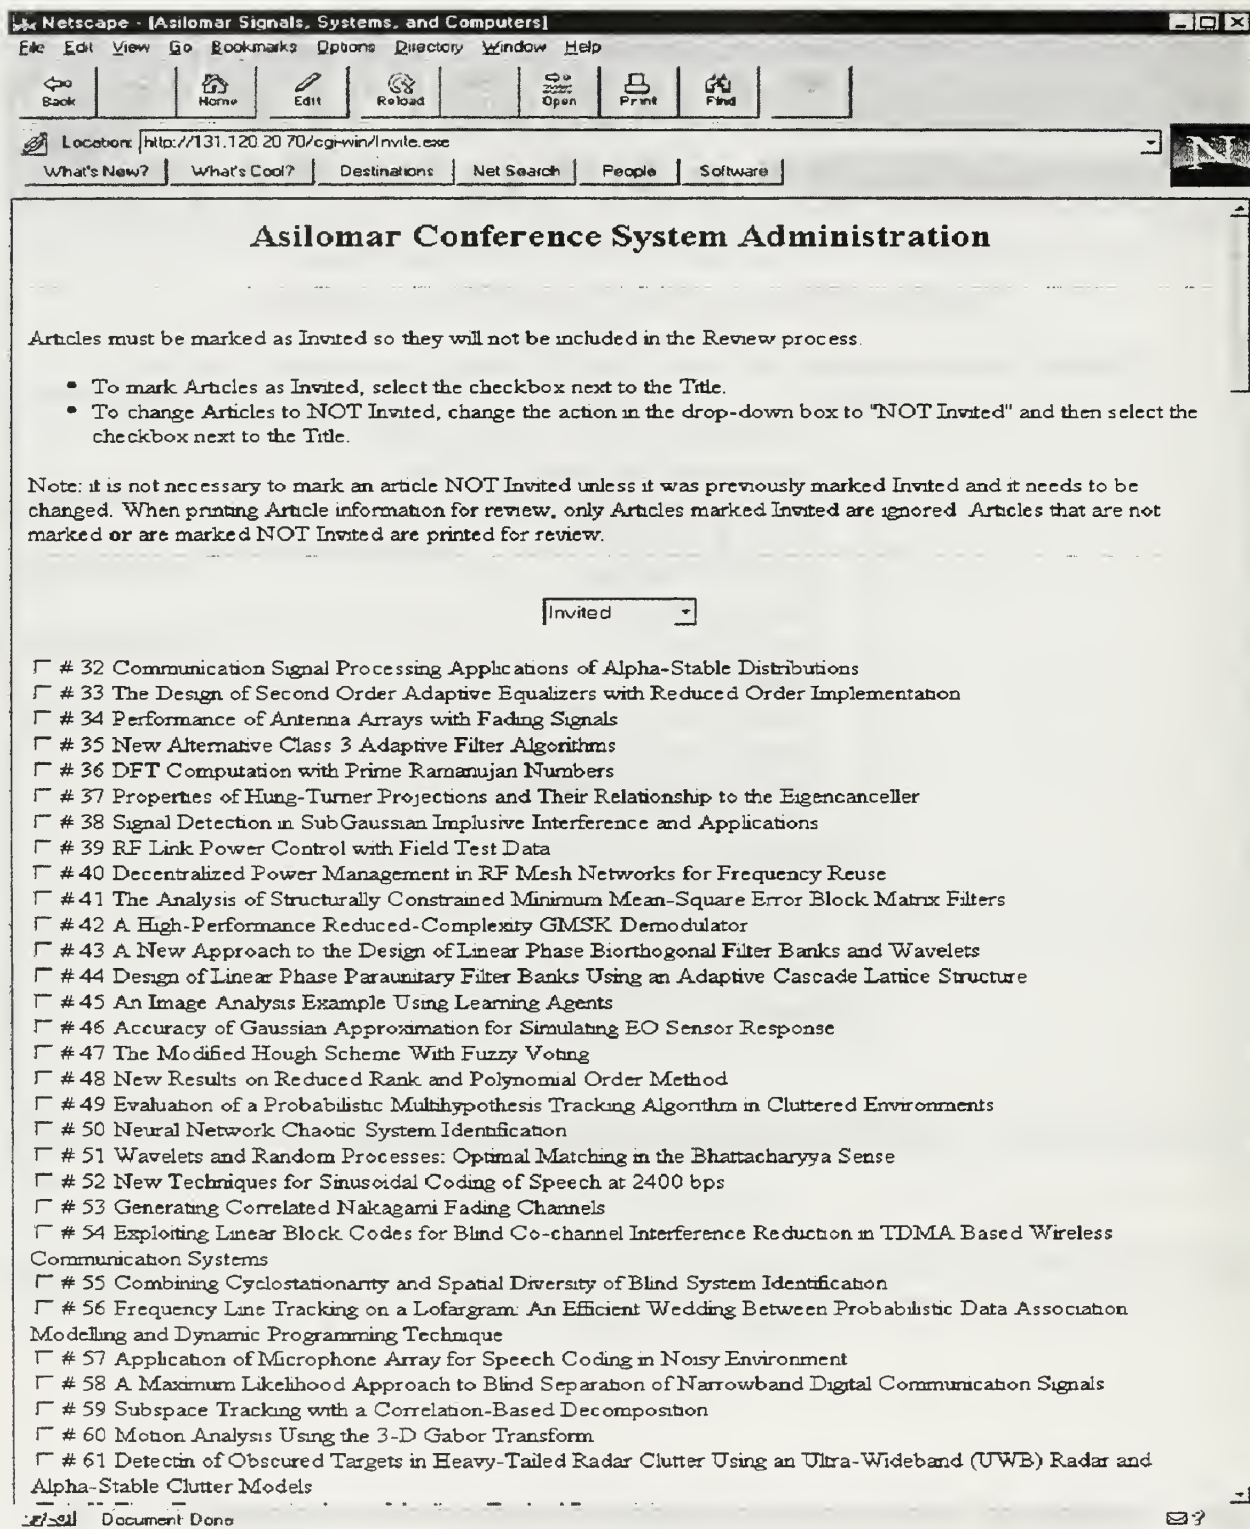 Netscape - [Asilomar Signals, Systems, and Computers]
File Edit View Go Bookmarks Options Directory Window Help
Back Home Edit Reload Open Print Find
Location: http://131.120.20.70/cgi-win/Invite.exe
N
What's New? What's Cool? Destinations Net Search People Software
Asilomar Conference System Administration
Articles must be marked as Invited so they will not be included in the Review process.
• To mark Articles as Invited, select the checkbox next to the Title.
• To change Articles to NOT Invited, change the action in the drop-down box to "NOT Invited" and then select the
checkbox next to the Title.
Note: it is not necessary to mark an article NOT Invited unless it was previously marked Invited and it needs to be
changed. When printing Article information for review, only Articles marked Invited are ignored Articles that are not
marked or are marked NOT Invited are printed for review.
Invited
# 32 Communication Signal Processing Applications of Alpha-Stable Distributions
# 33 The Design of Second Order Adaptive Equalizers with Reduced Order Implementation
# 34 Performance of Antenna Arrays with Fading Signals
# 35 New Alternative Class 3 Adaptive Filter Algorithms
# 36 DFT Computation with Prime Ramanujan Numbers
# 37 Properties of Hung-Turner Projections and Their Relationship to the Eigencanceller
# 38 Signal Detection in SubGaussian Implusive Interference and Applications
# 39 RF Link Power Control with Field Test Data
# 40 Decentralized Power Management in RF Mesh Networks for Frequency Reuse
# 41 The Analysis of Structurally Constrained Minimum Mean-Square Error Block Matrix Filters
# 42 A High-Performance Reduced-Complexity GMSK Demodulator
# 43 A New Approach to the Design of Linear Phase Biorthogonal Filter Banks and Wavelets
# 44 Design of Linear Phase Paraunitary Filter Banks Using an Adaptive Cascade Lattice Structure
# 45 An Image Analysis Example Using Learning Agents
# 46 Accuracy of Gaussian Approximation for Simulating EO Sensor Response
# 47 The Modified Hough Scheme With Fuzzy Voting
# 48 New Results on Reduced Rank and Polynomial Order Method
# 49 Evaluation of a Probabilistic Multihypothesis Tracking Algorithm in Cluttered Environments
# 50 Neural Network Chaotic System Identification
# 51 Wavelets and Random Processes: Optimal Matching in the Bhattacharyya Sense
# 52 New Techniques for Sinusoidal Coding of Speech at 2400 bps
# 53 Generating Correlated Nakagami Fading Channels
# 54 Exploiting Linear Block Codes for Blind Co-channel Interference Reduction in TDMA Based Wireless
Communication Systems
# 55 Combining Cyclostationarity and Spatial Diversity of Blind System Identification
# 56 Frequency Line Tracking on a Lofargram: An Efficient Wedding Between Probabilistic Data Association
Modelling and Dynamic Programming Technique
# 57 Application of Microphone Array for Speech Coding in Noisy Environment
# 58 A Maximum Likelihood Approach to Blind Separation of Narrowband Digital Communication Signals
# 59 Subspace Tracking with a Correlation-Based Decomposition
# 60 Motion Analysis Using the 3-D Gabor Transform
# 61 Detectin of Obscured Targets in Heavy-Tailed Radar Clutter Using an Ultra-Wideband (UWB) Radar and
Alpha-Stable Clutter Models
Document: Done